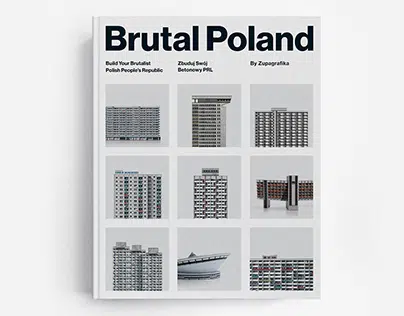 Brutal Poland
Build Your Brutalist
Polish People's Republic
Zbuduj Swój
Betonowy PRL
By Zupagrafika